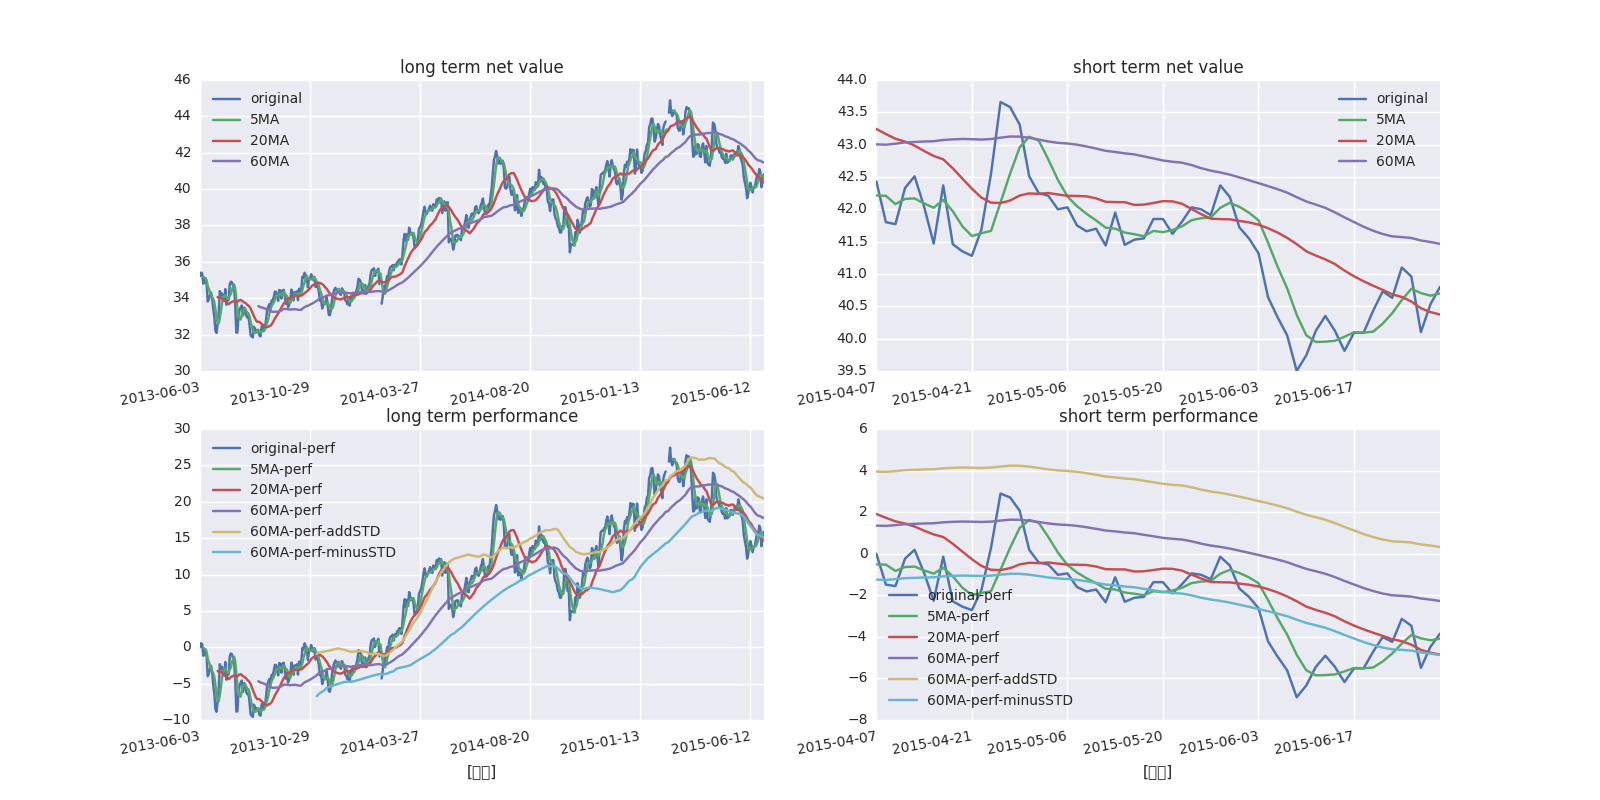 long term net value
46
44
42
40
38
36
34
32
30
original
5MA
20MA
60MA
2013-06-03 2013-10-29 2014-03-27 2014-08-20 2015-01-13 2015-06-12
short term net value
44.0
43.5
43.0
42.5
42.0
41.5
41.0
40.5
40.0
39.5
original
5MA
20MA
60MA
2015-04-07 2015-04-21 2015-05-06 2015-05-20 2015-06-03 2015-06-17
long term performance
30
25
20
15
10
5
0
−5
−10
original-perf
5MA-perf
20MA-perf
60MA-perf
60MA-perf-addSTD
60MA-perf-minusSTD
2013-06-03 2013-10-29 2014-03-27 2014-08-20 2015-01-13 2015-06-12
short term performance
6
4
2
0
−2
−4
−6
−8
original-perf
5MA-perf
20MA-perf
60MA-perf
60MA-perf-addSTD
60MA-perf-minusSTD
2015-04-07 2015-04-21 2015-05-06 2015-05-20 2015-06-03 2015-06-17